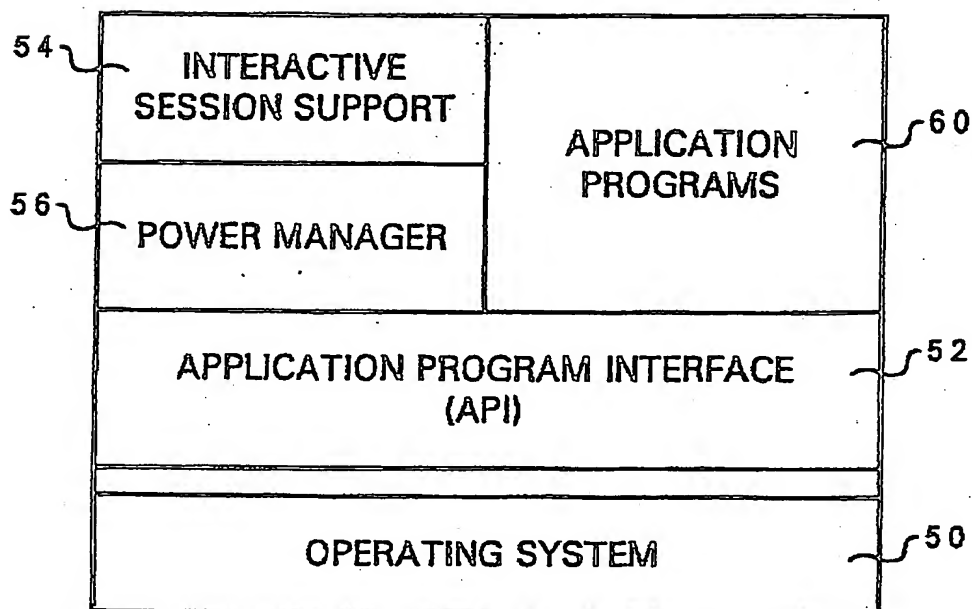 54
INTERACTIVE
SESSION SUPPORT
APPLICATION
PROGRAMS
60
56
POWER MANAGER
APPLICATION PROGRAM INTERFACE
(API)
52
OPERATING SYSTEM
50